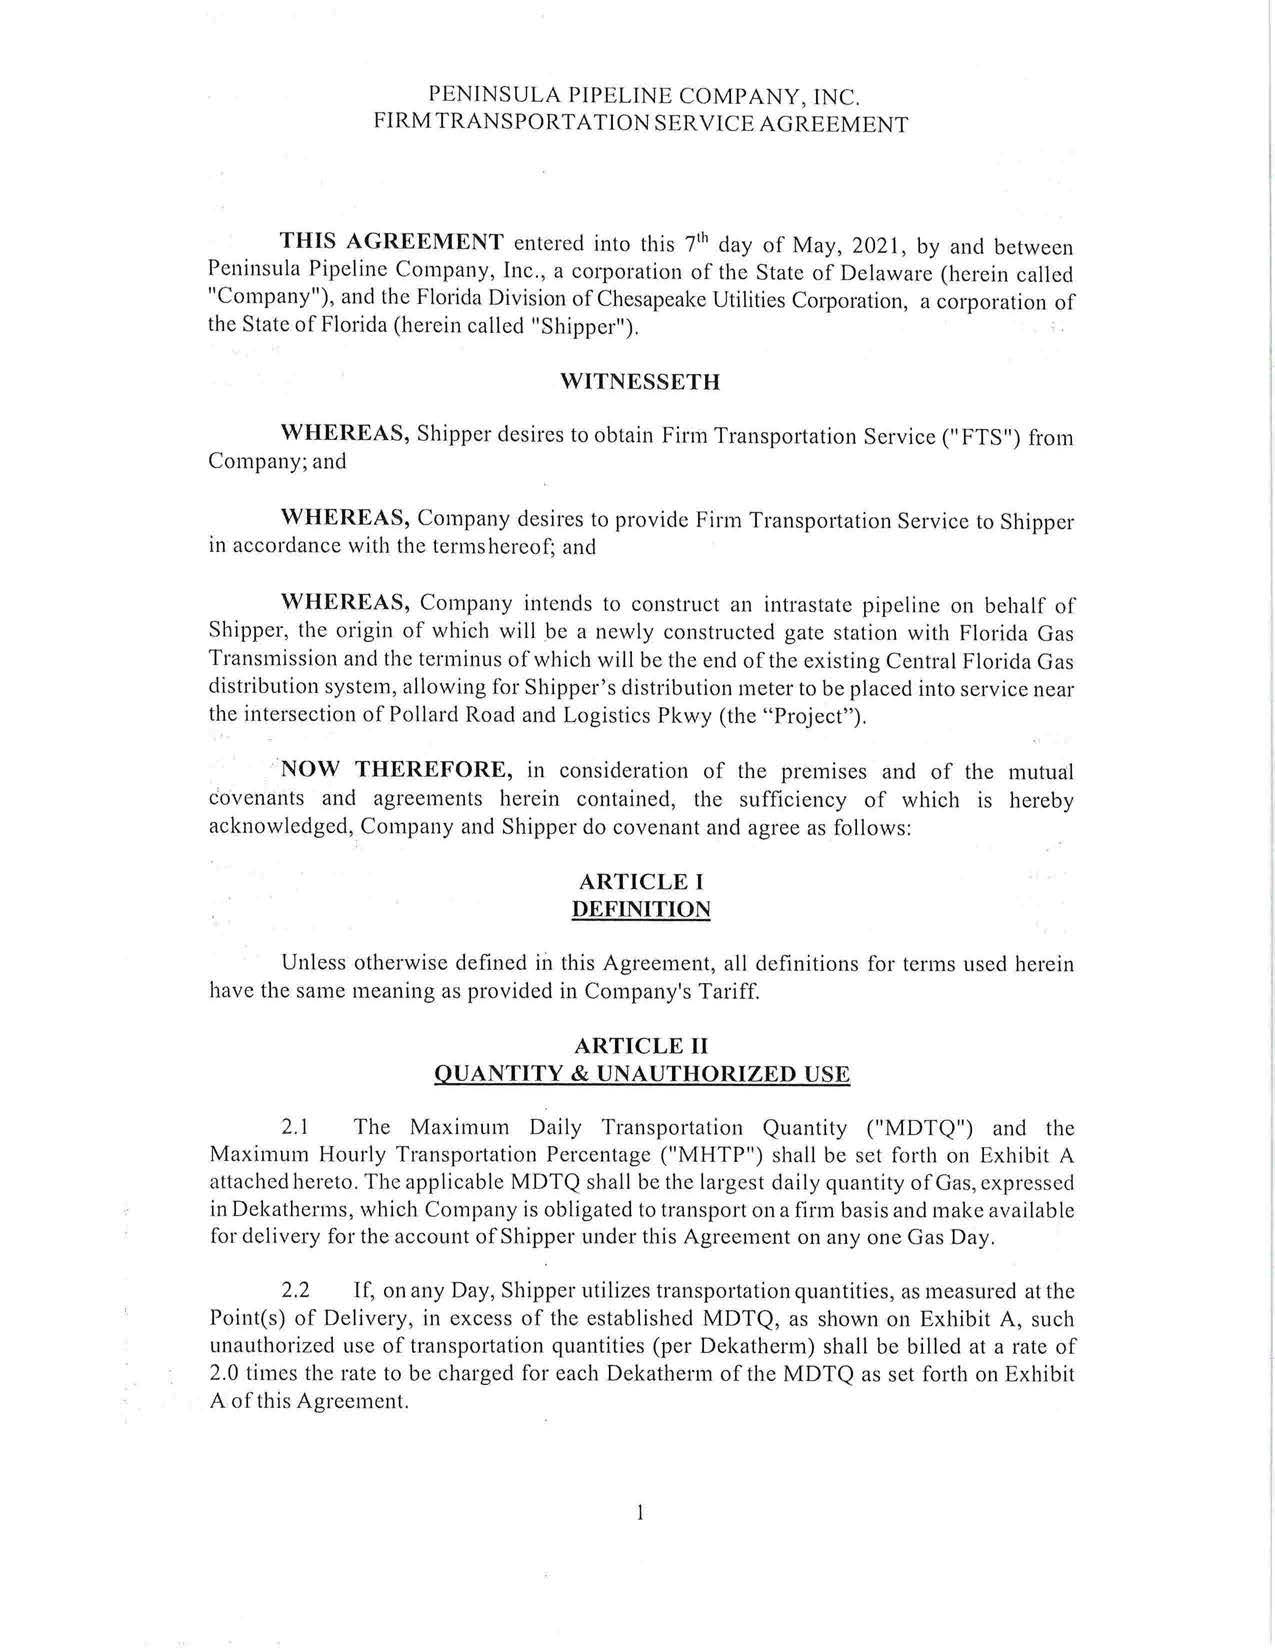 PENINSULA PIPELINE COMPANY, INC.
FIRM TRANSPORTATION SERVICE AGREEMENT
THIS AGREEMENT entered into this 7th day of May, 2021, by and between
Peninsula Pipeline Company, Inc., a corporation of the State of Delaware (herein called
"Company"), and the Florida Division of Chesapeake Utilities Corporation, a corporation of
the State of Florida (herein called "Shipper").
WITNESSETH
WHEREAS, Shipper desires to obtain Firm Transportation Service ("FTS") from
Company; and
WHEREAS, Company desires to provide Firm Transportation Service to Shipper
in accordance with the terms hereof; and
WHEREAS, Company intends to construct an intrastate pipeline on behalf of
Shipper, the origin of which will be a newly constructed gate station with Florida Gas
Transmission and the terminus of which will be the end of the existing Central Florida Gas
distribution system, allowing for Shipper’s distribution meter to be placed into service near
the intersection of Pollard Road and Logistics Pkwy (the “Project”).
NOW THEREFORE, in consideration of the premises and of the mutual
covenants and agreements herein contained, the sufficiency of which is hereby
acknowledged, Company and Shipper do covenant and agree as follows:
ARTICLE I
DEFINITION
Unless otherwise defined in this Agreement, all definitions for terms used herein
have the same meaning as provided in Company's Tariff.
ARTICLE II
QUANTITY & UNAUTHORIZED USE
2.1 The Maximum Daily Transportation Quantity ("MDTQ") and the
Maximum Hourly Transportation Percentage ("MHTP") shall be set forth on Exhibit A
attached hereto. The applicable MDTQ shall be the largest daily quantity of Gas, expressed
in Dekatherms, which Company is obligated to transport on a firm basis and make available
for delivery for the account of Shipper under this Agreement on any one Gas Day.
2.2 If, on any Day, Shipper utilizes transportation quantities, as measured at the
Point(s) of Delivery, in excess of the established MDTQ, as shown on Exhibit A, such
unauthorized use of transportation quantities (per Dekatherm) shall be billed at a rate of
2.0 times the rate to be charged for each Dekatherm of the MDTQ as set forth on Exhibit
A of this Agreement.
1